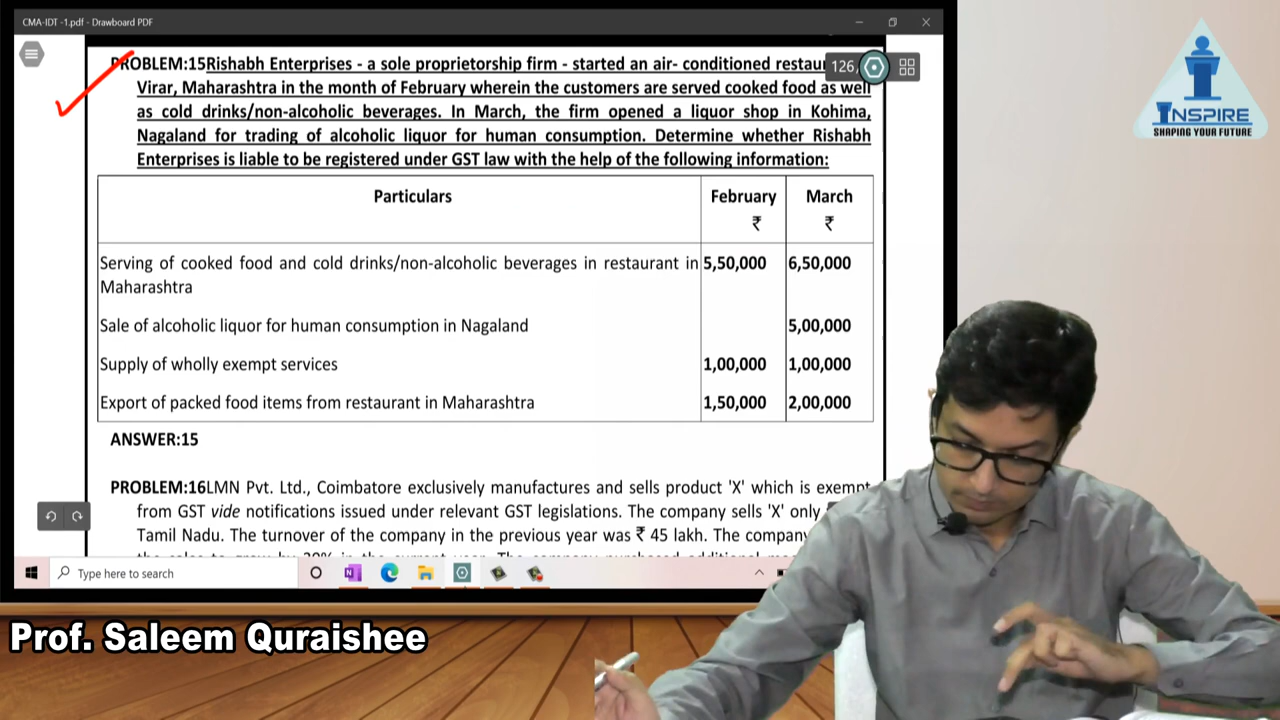 CMA-IDT -1.pdf - Drawboard PDF
PROBLEM:15Rishabh Enterprises - a sole proprietorship firm - started an air- conditioned restau
126
Virar, Maharashtra in the month of February wherein the customers are served cooked food as well
as cold drinks/non-alcoholic beverages. In March, the firm opened a liquor shop in Kohima,
Nagaland for trading of alcoholic liquor for human consumption. Determine whether Rishabh
Enterprises is liable to be registered under GST law with the help of the following information:
Particulars February March
₹ ₹
Serving of cooked food and cold drinks/non-alcoholic beverages in restaurant in 5,50,000 6,50,000
Maharashtra
Sale of alcoholic liquor for human consumption in Nagaland 5,00,000
Supply of wholly exempt services 1,00,000 1,00,000
Export of packed food items from restaurant in Maharashtra 1,50,000 2,00,000
ANSWER:15
PROBLEM:16LMN Pvt. Ltd., Coimbatore exclusively manufactures and sells product 'X' which is exempt
from GST vide notifications issued under relevant GST legislations. The company sells 'X' only
Tamil Nadu. The turnover of the company in the previous year was ₹ 45 lakh. The company
Type here to search
INSPIRE
SHAPING YOUR FUTURE
Prof. Saleem Quraishee